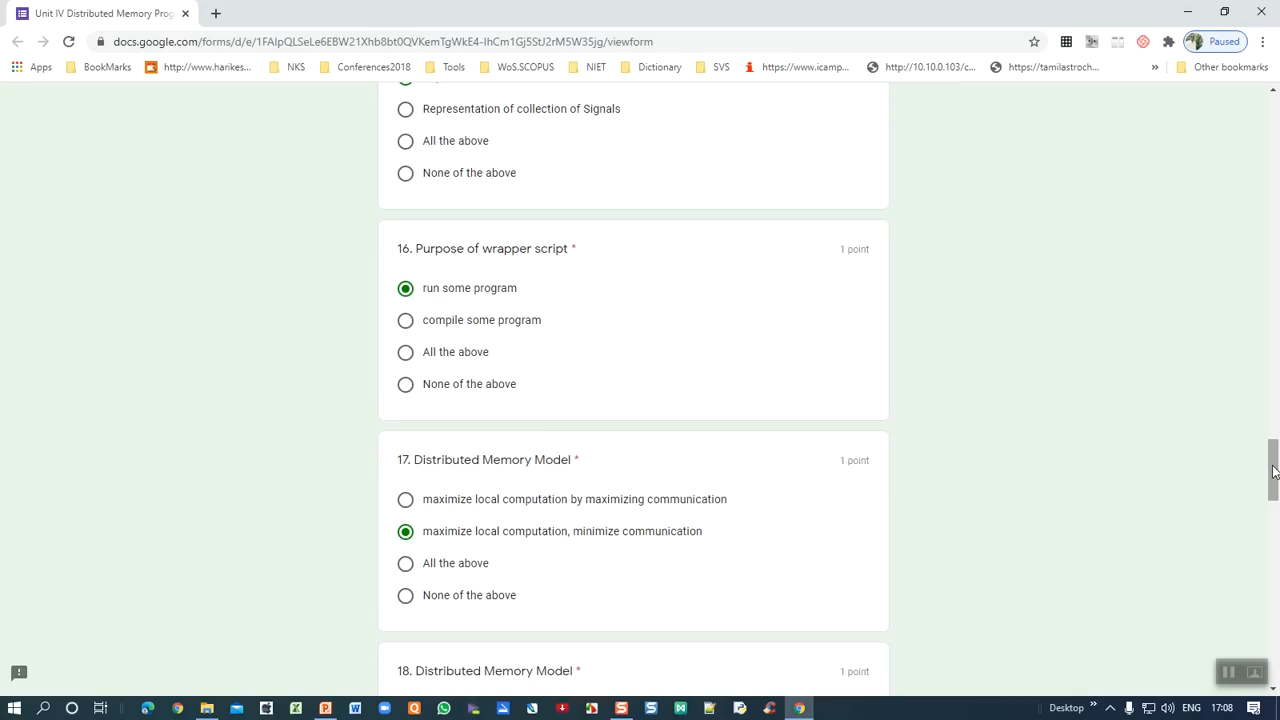 Unit IV Distributed Memory Prog
docs.google.com/forms/d/e/1FAIpQLSeLe6EBW21Xhb8bt0QVKemTgWkE4-IhCm1Gj5StJ2rM5W35jg/viewform
Paused
Apps BookMarks http://www.harikes... NKS Conferences2018 Tools WoS.SCOPUS NIET Dictionary SVS https://www.icamp... http://10.10.0.103/c... https://tamilastroch... » Other bookmarks
Representation of collection of Signals
All the above
None of the above
16. Purpose of wrapper script * 1 point
run some program
compile some program
All the above
None of the above
17. Distributed Memory Model * 1 point
maximize local computation by maximizing communication
maximize local computation, minimize communication
All the above
None of the above
18. Distributed Memory Model * 1 point
Desktop » 17:08